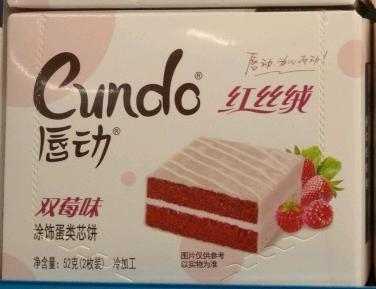 Cundo®
唇动®
唇动，为心而动！
红丝绒
双莓味
涂饰蛋类芯饼
净含量：52克(2枚装) 冷加工
图片仅供参考
以实物为准